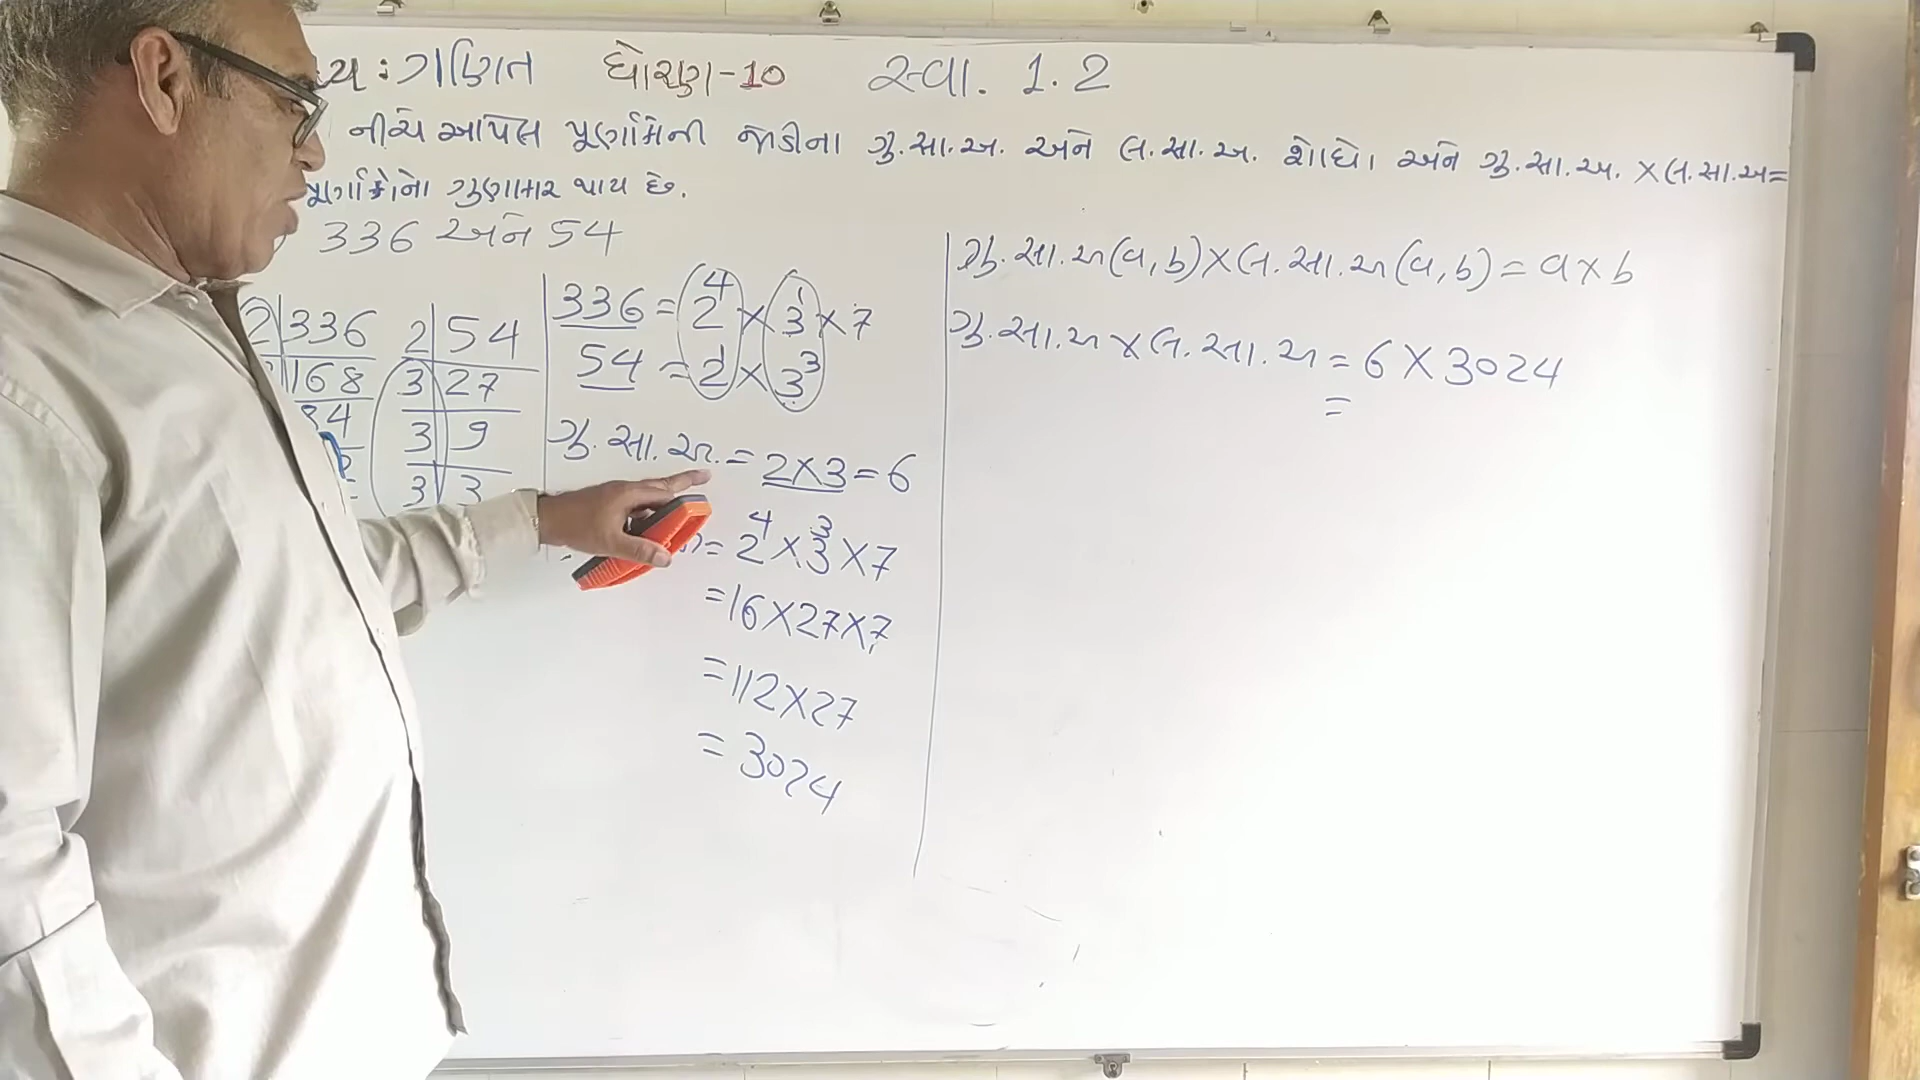 ય : ગણિત ધોરણ-10 સ્વા. 1.2
નીચે આપેલ પૂર્ણાંકોની જોડીના ગુ.સા.અ. અને લ.સા.અ. શોધો અને ગુ.સા.અ. × લ.સા.અ =
પૂર્ણાંકોનો ગુણાકાર થાય છે.
336 અને 54
2 | 336
168
84
2 | 54
3 | 27
3 | 9
3 | 3
336 = 2⁴ × 3¹ × 7
54 = 2¹ × 3³
ગુ.સા.અ. = 2×3 = 6
= 2⁴ × 3³ × 7
= 16×27×7
= 112×27
= 3024
ગુ.સા.અ (a, b) × લ.સા.અ (a, b) = a × b
ગુ.સા.અ × લ.સા.અ = 6 × 3024
=